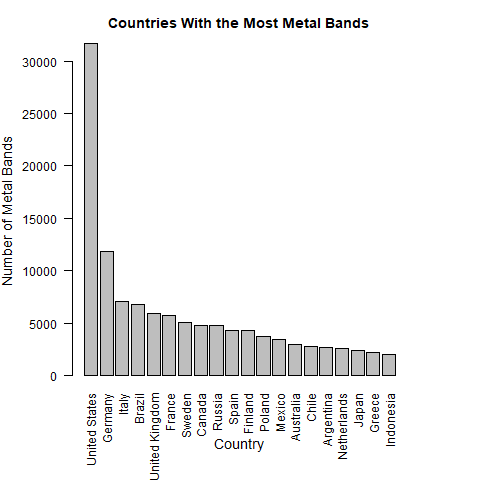 Countries With the Most Metal Bands
Number of Metal Bands
30000
25000
20000
15000
10000
5000
0
United States
Germany
Italy
Brazil
United Kingdom
France
Sweden
Canada
Russia
Spain
Finland
Poland
Mexico
Australia
Chile
Argentina
Netherlands
Japan
Greece
Indonesia
Country